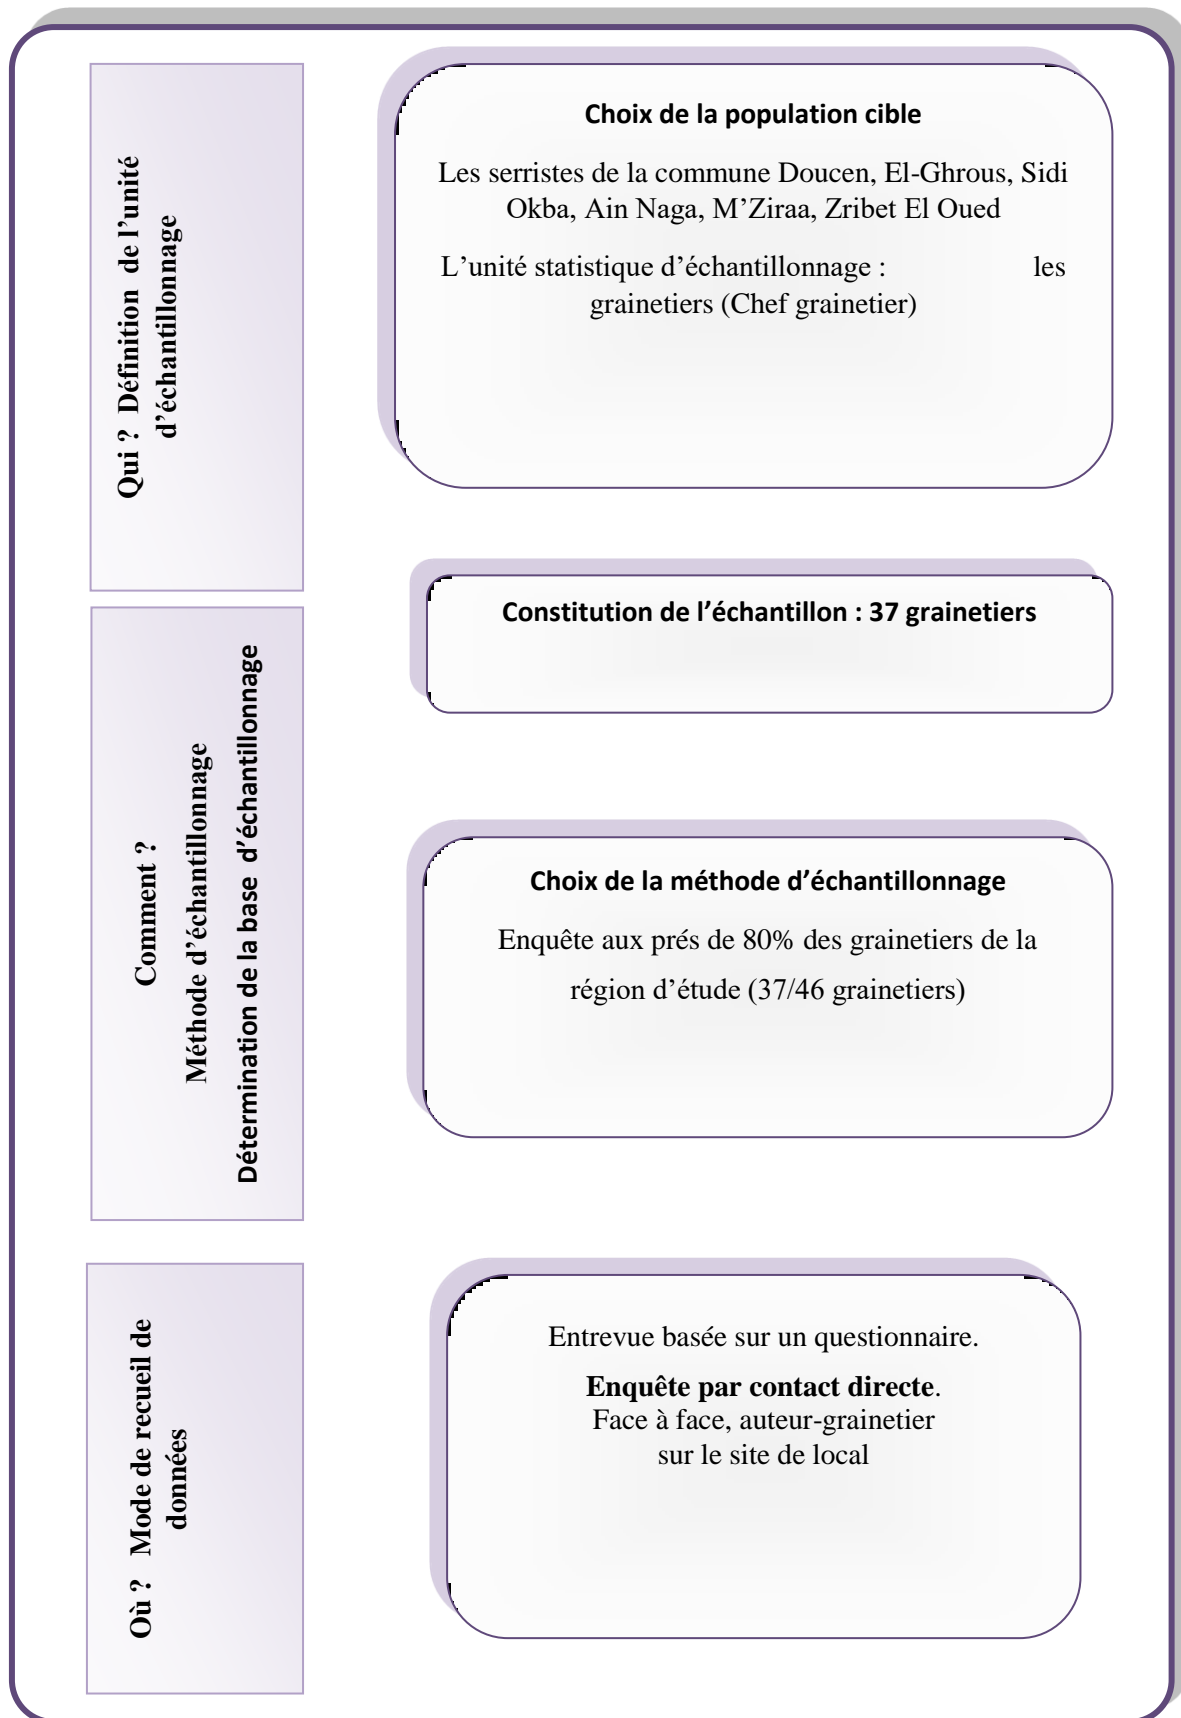 Qui ? Définition de l’unité
d’échantillonnage
Choix de la population cible
Les serristes de la commune Doucen, El-Ghrous, Sidi
Okba, Ain Naga, M’Ziraa, Zribet El Oued
L’unité statistique d’échantillonnage : les
grainetiers (Chef grainetier)
Comment ?
Méthode d’échantillonnage
Détermination de la base d’échantillonnage
Constitution de l’échantillon : 37 grainetiers
Choix de la méthode d’échantillonnage
Enquête aux prés de 80% des grainetiers de la
région d’étude (37/46 grainetiers)
Où ? Mode de recueil de
données
Entrevue basée sur un questionnaire.
Enquête par contact directe.
Face à face, auteur-grainetier
sur le site de local